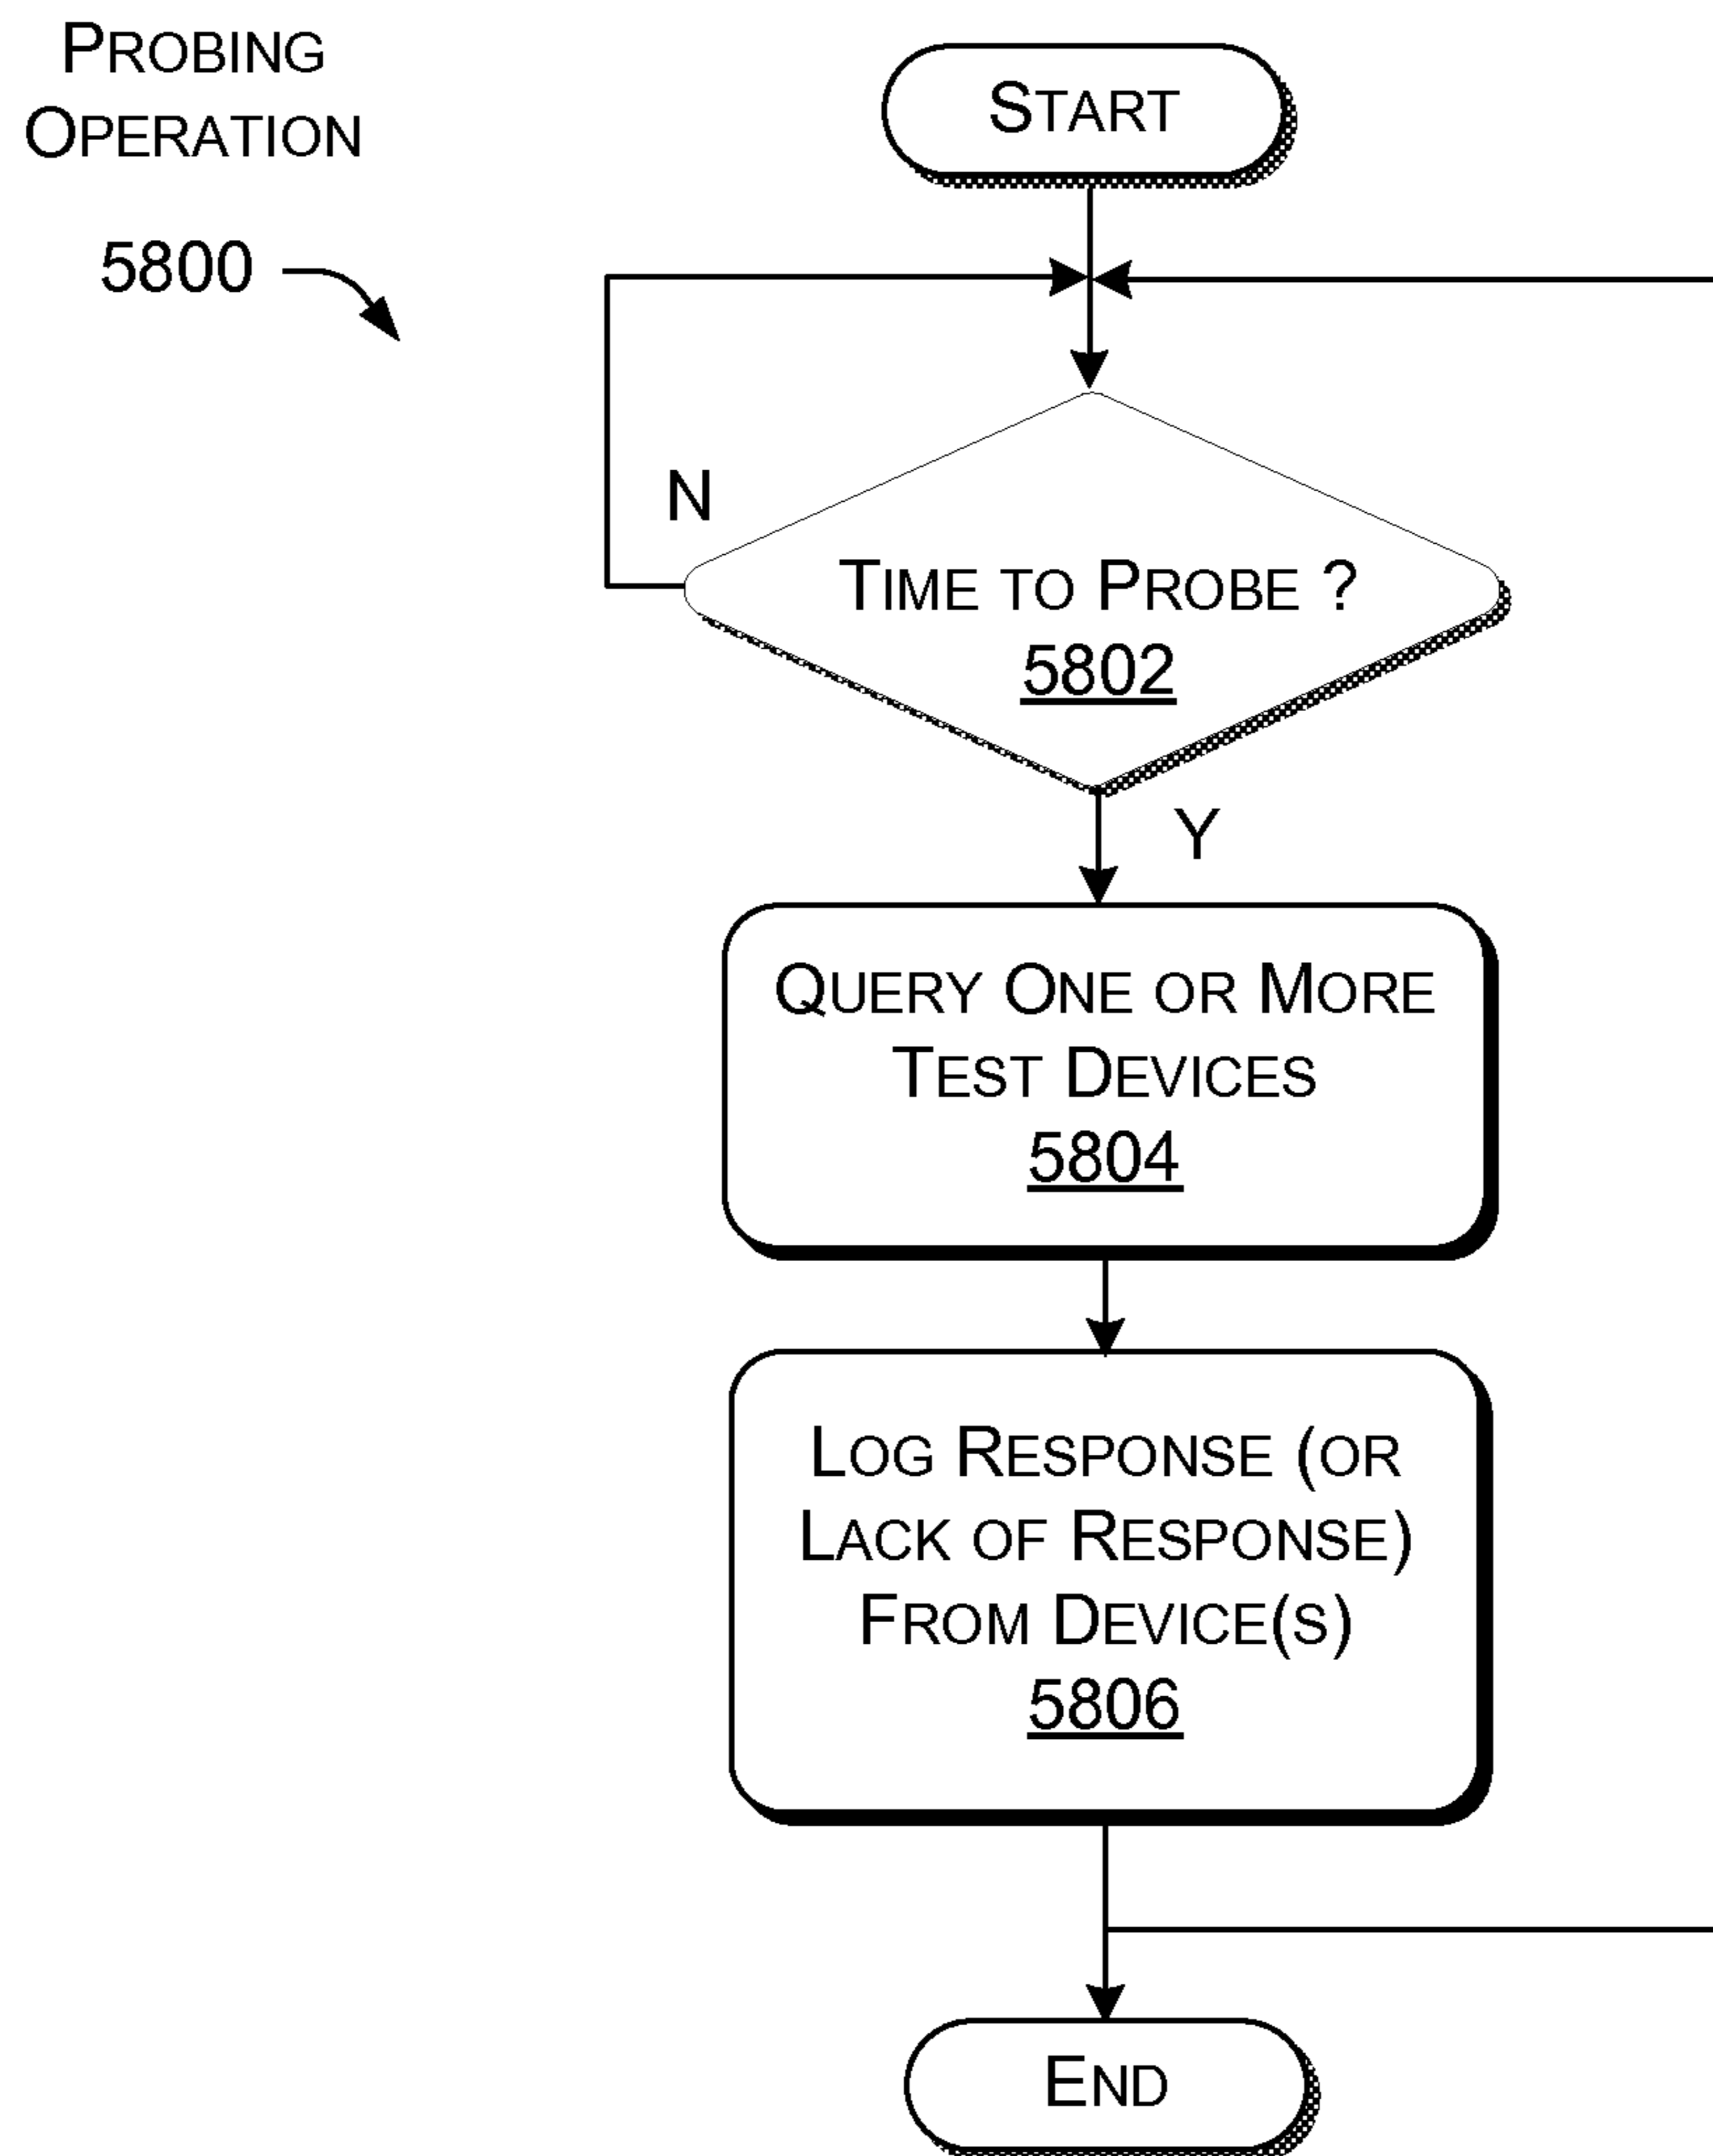 PROBING
OPERATION
5800
START
N
TIME TO PROBE ?
5802
Y
QUERY ONE OR MORE
TEST DEVICES
5804
LOG RESPONSE (OR
LACK OF RESPONSE)
FROM DEVICE(S)
5806
END